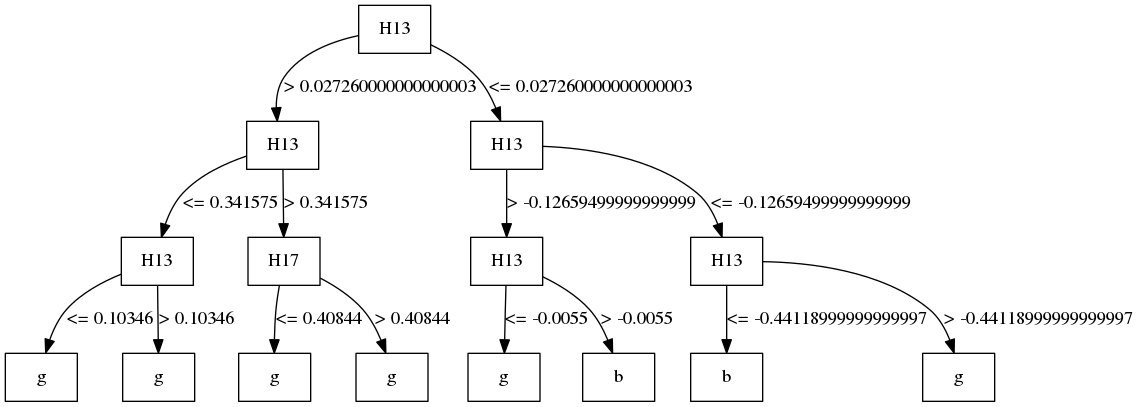 H13
> 0.027260000000000003 <= 0.027260000000000003
H13 H13
<= 0.341575 > 0.341575 > -0.12659499999999999 <= -0.12659499999999999
H13 H17 H13 H13
<= 0.10346 > 0.10346 <= 0.40844 > 0.40844 <= -0.0055 > -0.0055 <= -0.44118999999999997 > -0.44118999999999997
g g g g g b b g